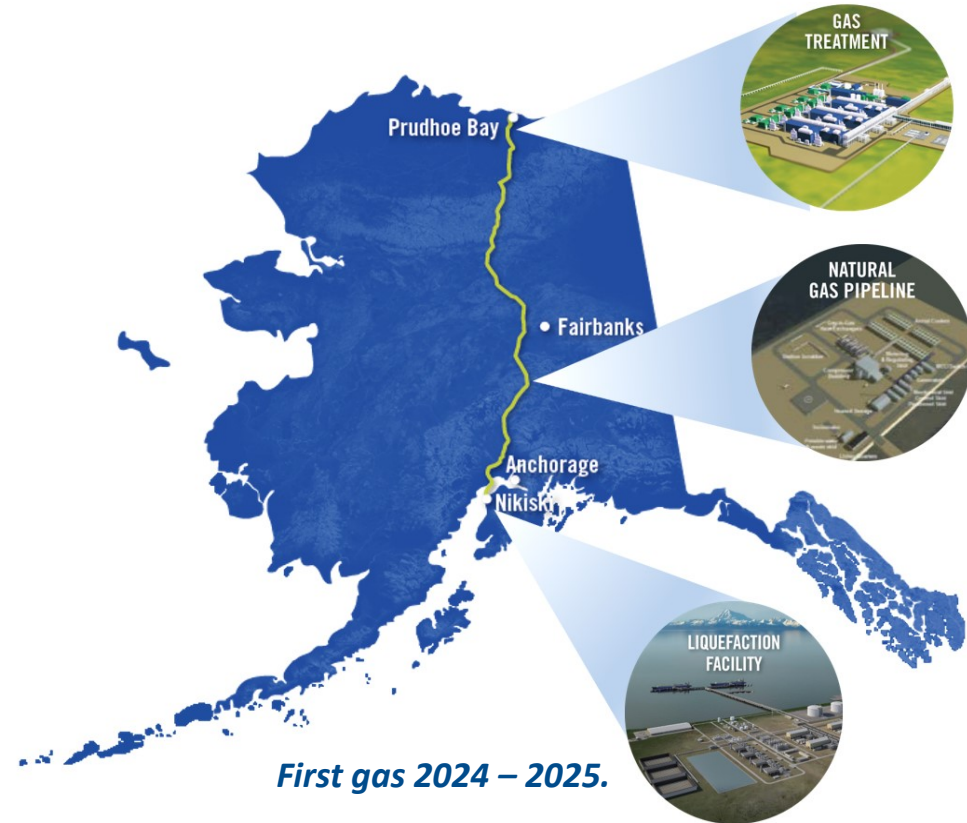 GAS
TREATMENT
Prudhoe Bay
NATURAL
GAS PIPELINE
Fairbanks
Anchorage
Nikiski
LIQUEFACTION
FACILITY
First gas 2024 – 2025.